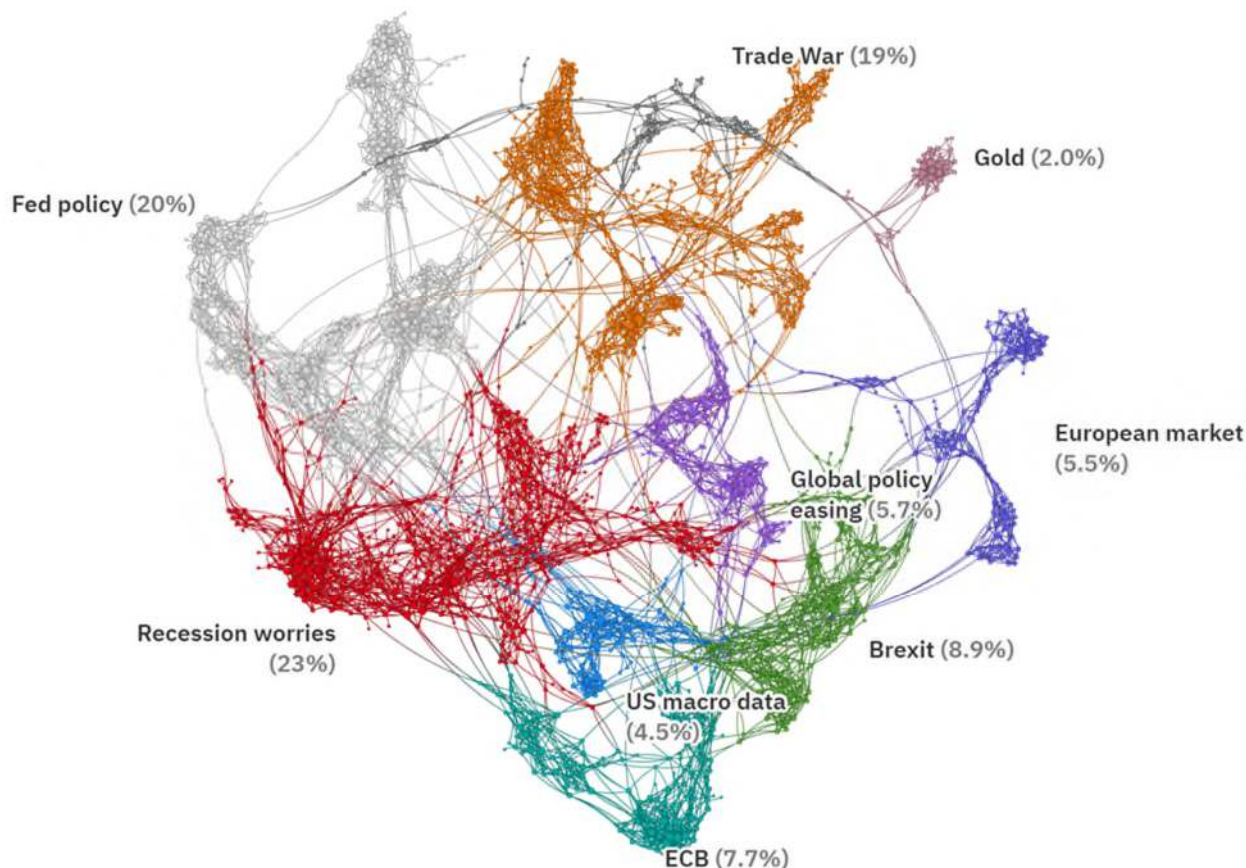 Trade War (19%)
Gold (2.0%)
Fed policy (20%)
European market
(5.5%)
Global policy
easing (5.7%)
Recession worries
(23%)
Brexit (8.9%)
US macro data
(4.5%)
ECB (7.7%)